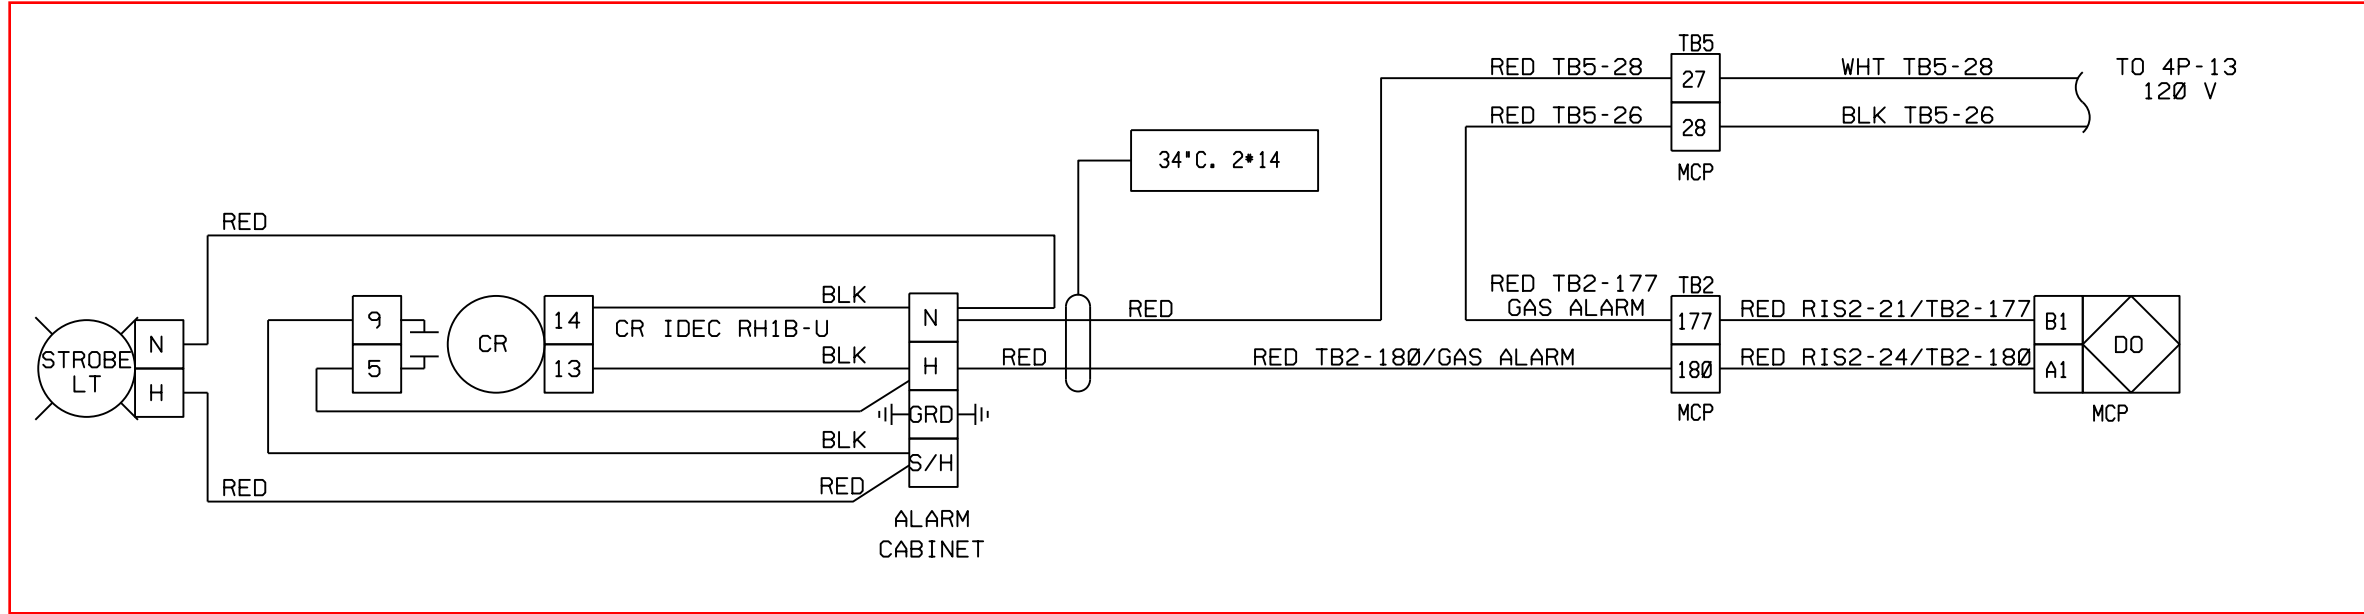 TB5
RED TB5-28
27
WHT TB5-28
TO 4P-13
120 V
RED TB5-26
28
BLK TB5-26
MCP
34"C. 2#14
RED
RED TB2-177
GAS ALARM
TB2
BLK
N
RED
177
RED RIS2-21/TB2-177
B1
9
14
CR IDEC RH1B-U
CR
DO
STROBE
LT
N
H
5
13
BLK
H
RED
RED TB2-180/GAS ALARM
180
RED RIS2-24/TB2-180
A1
MCP
MCP
GRD
BLK
S/H
RED
RED
ALARM
CABINET